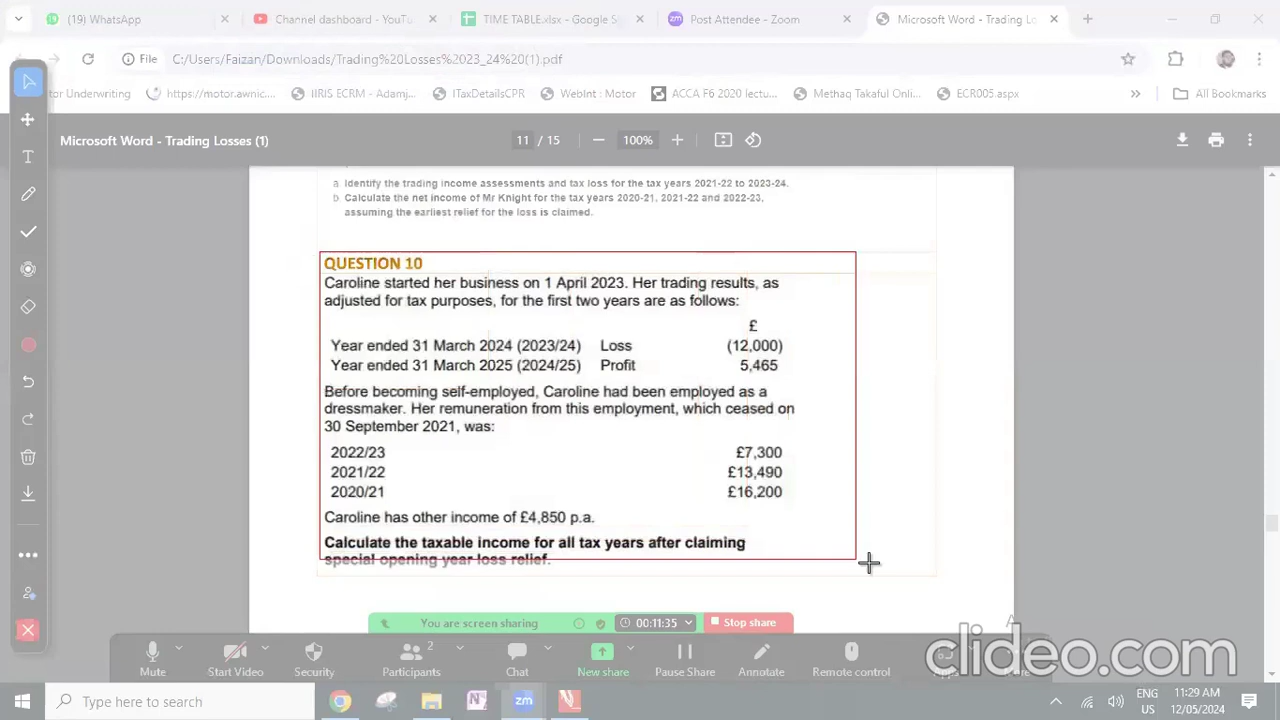 WhatsApp
Channel dashboard - YouTu
TIME TABLE.xlsx - Google S
Post Attendee - Zoom
Microsoft Word - Trading Lo
File
C:/Users/Faizan/Downloads/Trading%20Losses%2023_24%20(1).pdf
tor Underwriting
https://motor.awnic....
IIRIS ECRM - Adamj...
ITaxDetailsCPR
WebInt : Motor
ACCA F6 2020 lectu...
Methaq Takaful Onli...
ECR005.aspx
All Bookmarks
Microsoft Word - Trading Losses (1)
11 / 15
100%
a Identify the trading income assessments and tax loss for the tax years 2021-22 to 2023-24.
b Calculate the net income of Mr Knight for the tax years 2020-21, 2021-22 and 2022-23,
assuming the earliest relief for the loss is claimed.
QUESTION 10
Caroline started her business on 1 April 2023. Her trading results, as
adjusted for tax purposes, for the first two years are as follows:
£
Year ended 31 March 2024 (2023/24) Loss (12,000)
Year ended 31 March 2025 (2024/25) Profit 5,465
Before becoming self-employed, Caroline had been employed as a
dressmaker. Her remuneration from this employment, which ceased on
30 September 2021, was:
2022/23 £7,300
2021/22 £13,490
2020/21 £16,200
Caroline has other income of £4,850 p.a.
Calculate the taxable income for all tax years after claiming
special opening year loss relief.
You are screen sharing
00:11:35
Stop share
Mute
Start Video
Security
Participants
2
Chat
New share
Pause Share
Annotate
Remote control
Apps
clideo.com
Type here to search
ENG
US
11:29 AM
12/05/2024